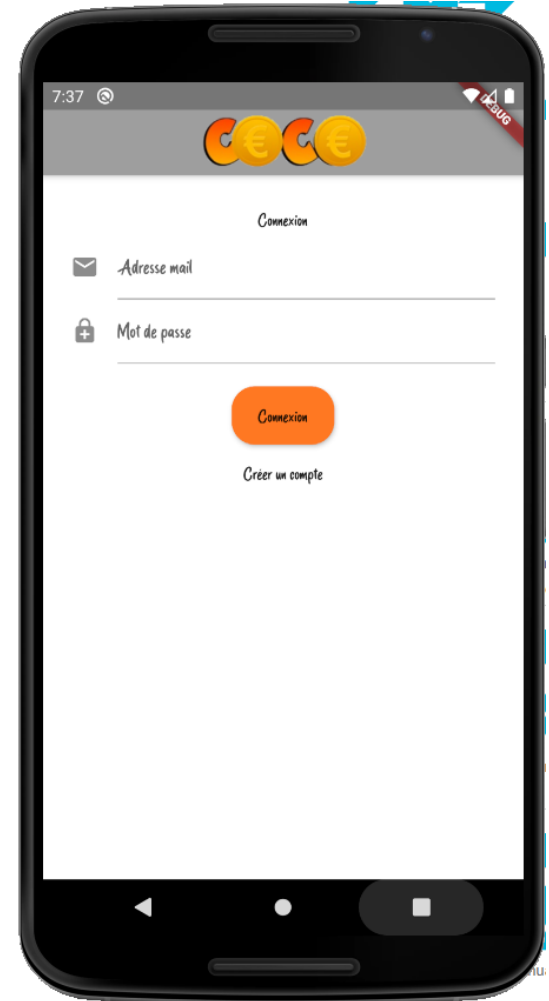 7:37
DEBUG
C€C€
Connexion
Adresse mail
Mot de passe
Connexion
Créer un compte